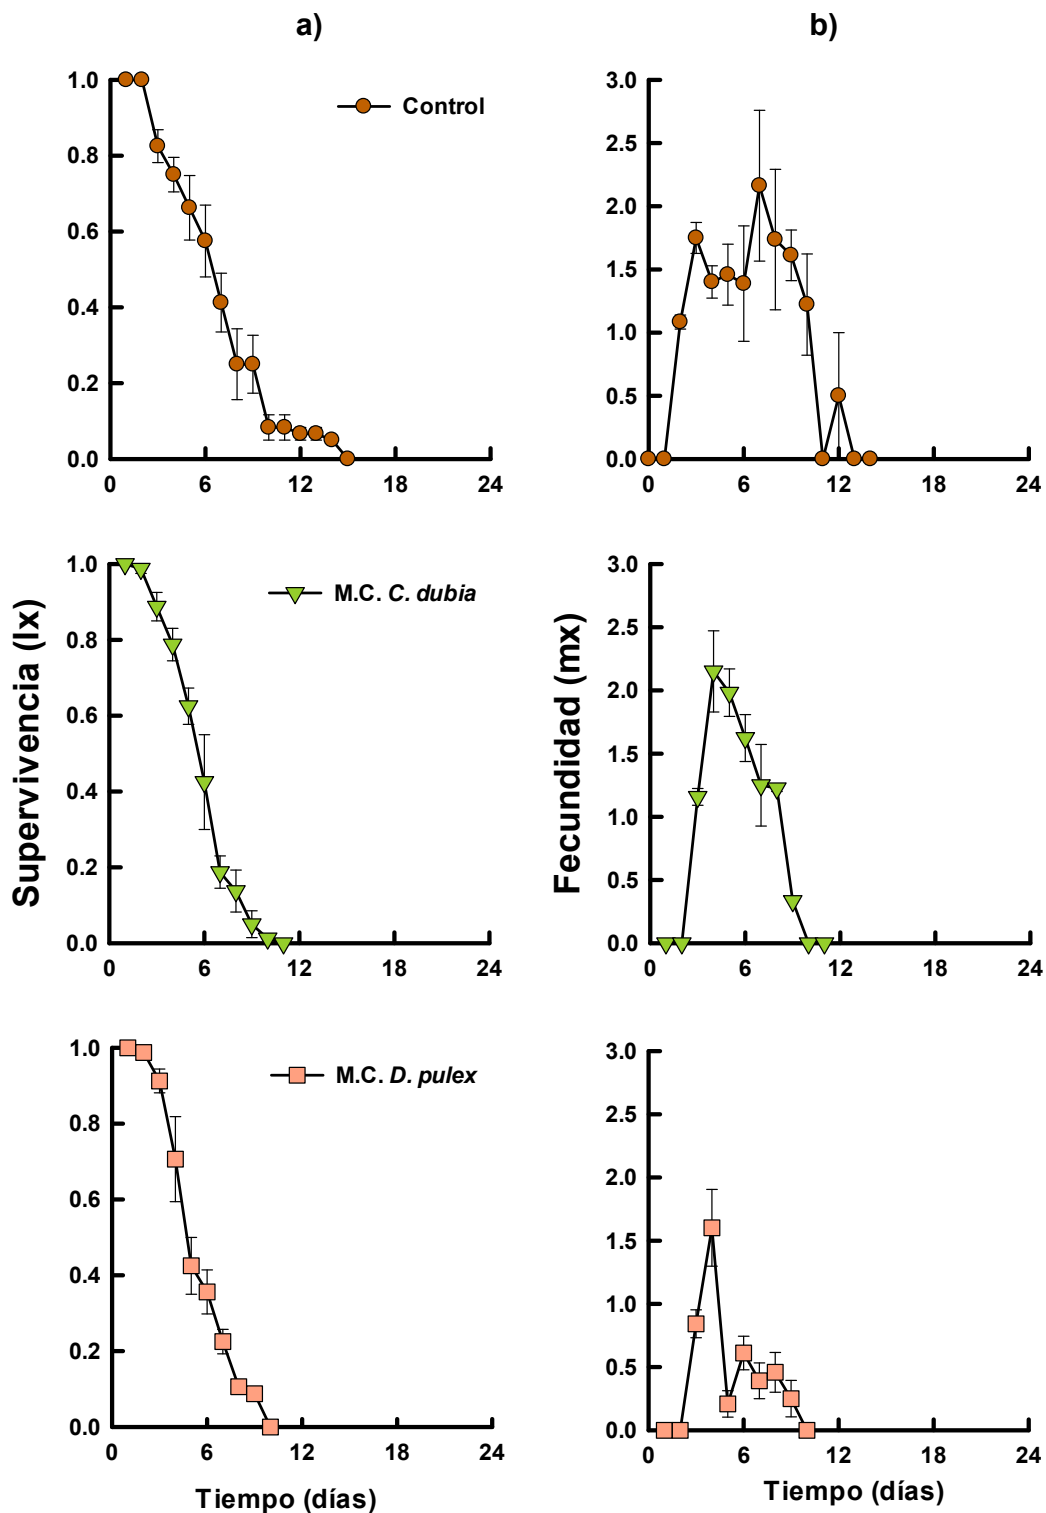 a)
b)
1.0
0.8
0.6
0.4
0.2
0.0
0 6 12 18 24
Control
3.0
2.5
2.0
1.5
1.0
0.5
0.0
0 6 12 18 24
Supervivencia (lx)
1.0
0.8
0.6
0.4
0.2
0.0
0 6 12 18 24
M.C. C. dubia
Fecundidad (mx)
3.0
2.5
2.0
1.5
1.0
0.5
0.0
0 6 12 18 24
1.0
0.8
0.6
0.4
0.2
0.0
0 6 12 18 24
M.C. D. pulex
Tiempo (días)
3.0
2.5
2.0
1.5
1.0
0.5
0.0
0 6 12 18 24
Tiempo (días)